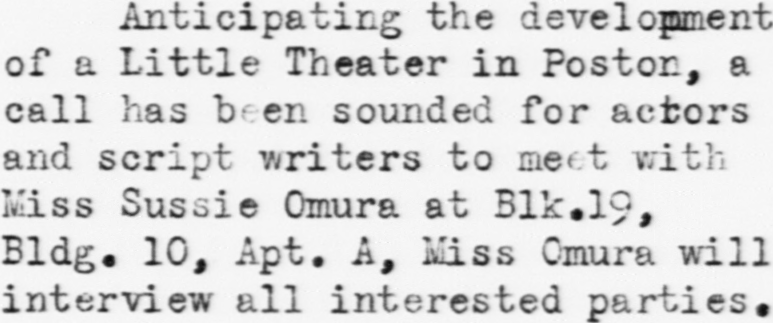 Anticipating the development
of a Little Theater in Poston, a
call has been sounded for actors
and script writers to meet with
Miss Sussie Omura at Blk.19,
Bldg. 10, Apt. A, Miss Omura will
interview all interested parties.